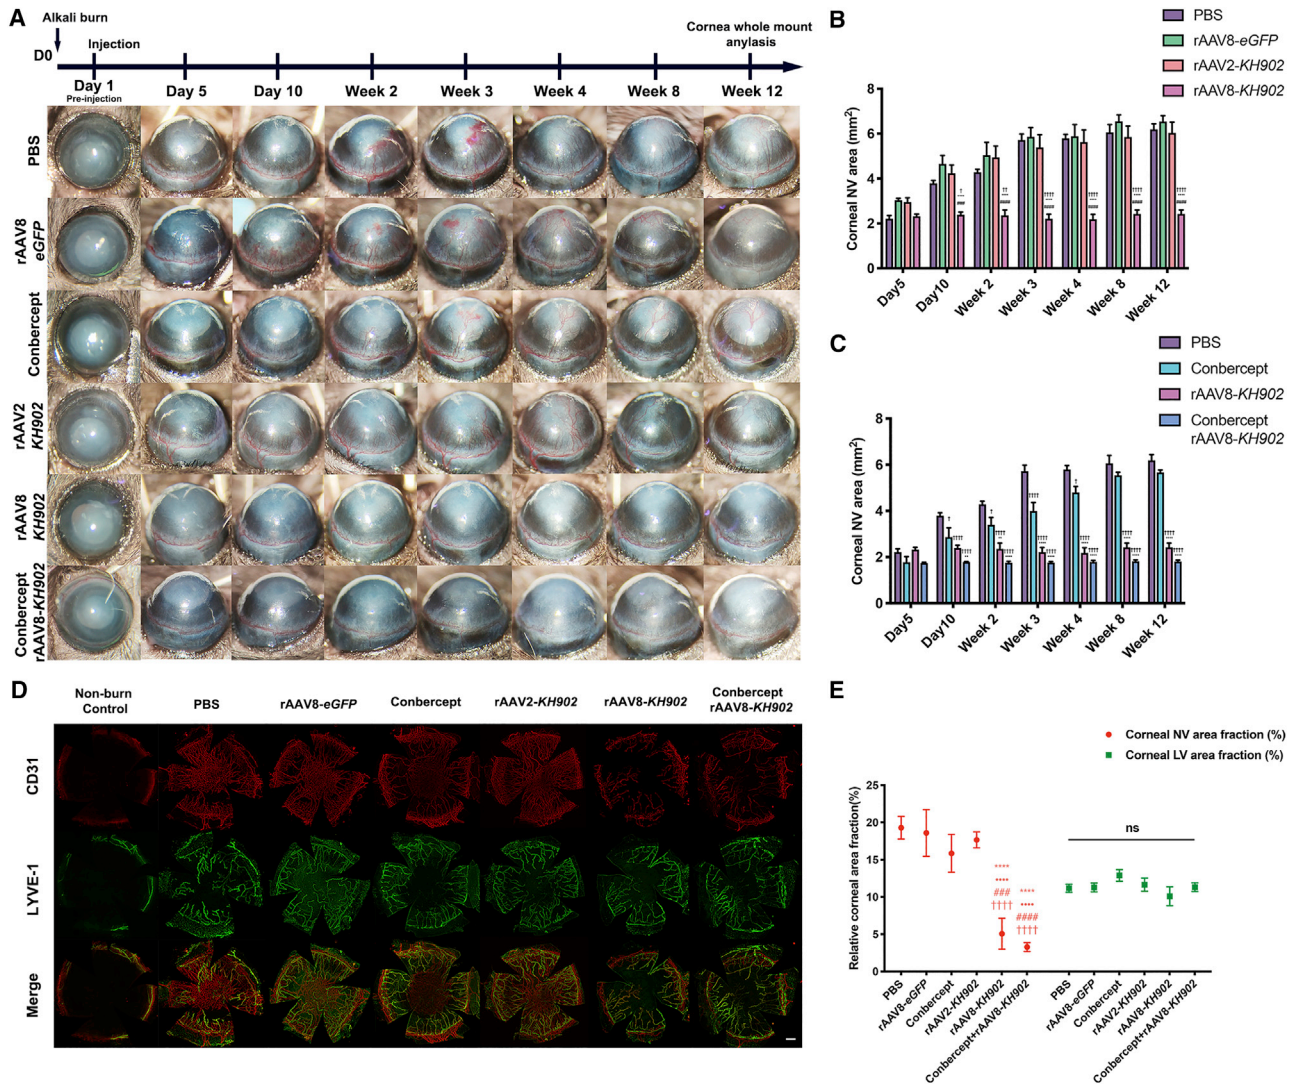 A
Alkali burn
D0
Injection
Cornea whole mount
anylasis
Day 1
Pre-injection
Day 5
Day 10
Week 2
Week 3
Week 4
Week 8
Week 12
PBS
rAAV8
eGFP
Conbercept
rAAV2
KH902
rAAV8
KH902
Conbercept
rAAV8-KH902
B
PBS
rAAV8-eGFP
rAAV2-KH902
rAAV8-KH902
Corneal NV area (mm²)
8
6
4
2
0
Day5
Day10
Week 2
Week 3
Week 4
Week 8
Week 12
C
PBS
Conbercept
rAAV8-KH902
Conbercept
rAAV8-KH902
Corneal NV area (mm²)
8
6
4
2
0
Day5
Day10
Week 2
Week 3
Week 4
Week 8
Week 12
D
Non-burn
Control
PBS
rAAV8-eGFP
Conbercept
rAAV2-KH902
rAAV8-KH902
Conbercept
rAAV8-KH902
CD31
LYVE-1
Merge
E
Corneal NV area fraction (%)
Corneal LV area fraction (%)
Relative corneal area fraction(%)
25
20
15
10
5
0
****
****
###
††††
****
****
####
††††
ns
PBS
rAAV8-eGFP
Conbercept
rAAV2-KH902
rAAV8-KH902
Conbercept+rAAV8-KH902
PBS
rAAV8-eGFP
Conbercept
rAAV2-KH902
rAAV8-KH902
Conbercept+rAAV8-KH902